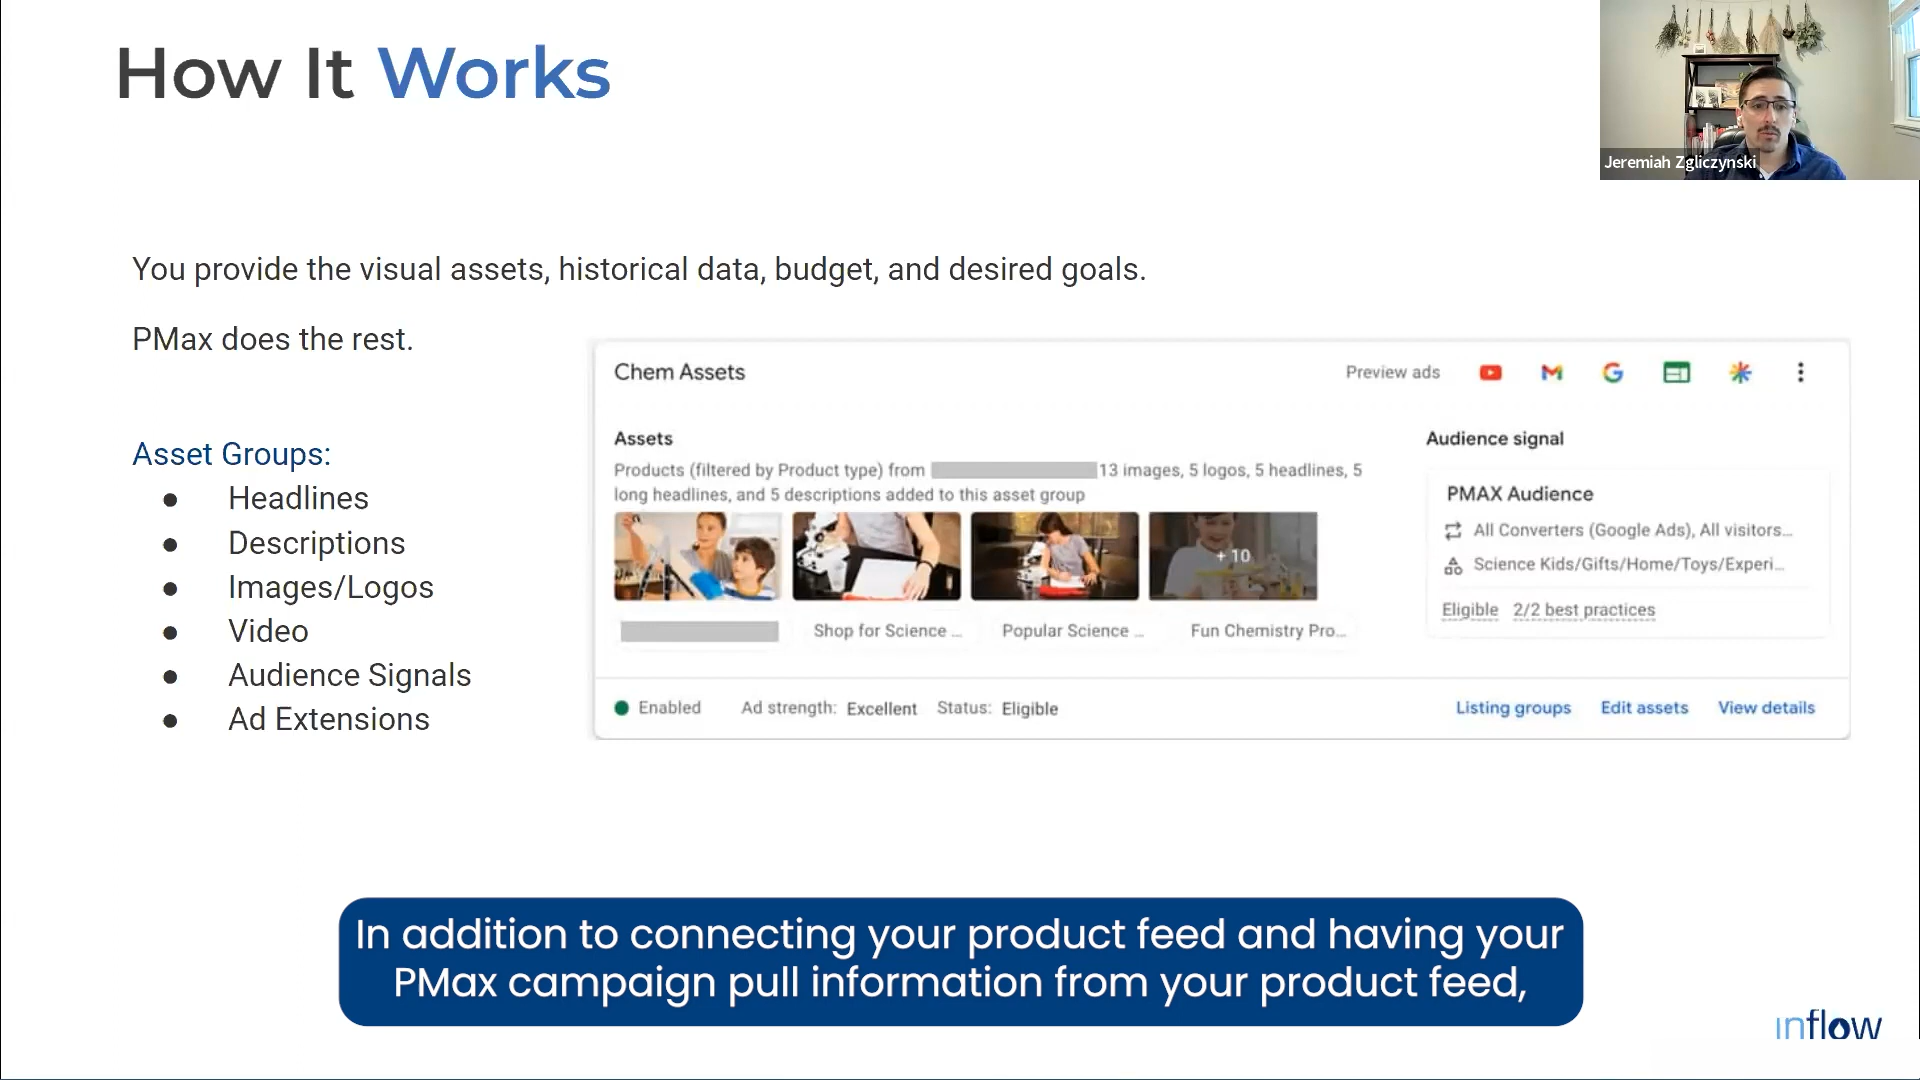 How It Works
Jeremiah Zgliczynski
You provide the visual assets, historical data, budget, and desired goals.
PMax does the rest.
Asset Groups:
● Headlines
● Descriptions
● Images/Logos
● Video
● Audience Signals
● Ad Extensions
Chem Assets
Preview ads
Assets
Products (filtered by Product type) from 13 images, 5 logos, 5 headlines, 5
long headlines, and 5 descriptions added to this asset group
+ 10
Shop for Science ...
Popular Science ...
Fun Chemistry Pro...
Audience signal
PMAX Audience
All Converters (Google Ads), All visitors...
Science Kids/Gifts/Home/Toys/Experi...
Eligible 2/2 best practices
Enabled Ad strength: Excellent Status: Eligible
Listing groups Edit assets View details
In addition to connecting your product feed and having your
PMax campaign pull information from your product feed,
inflow